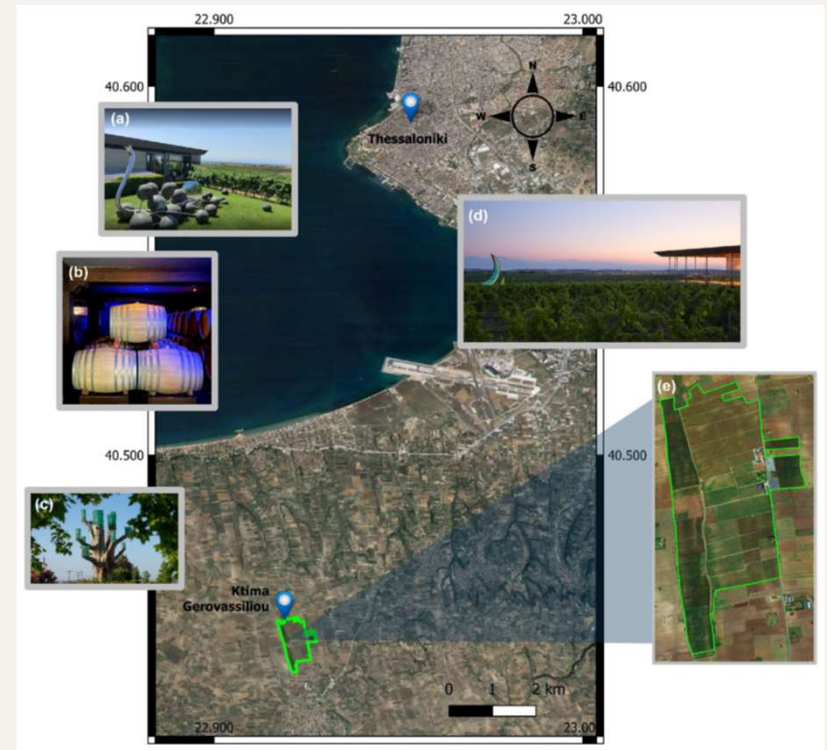 22.900
23.000
40.600
40.600
N
W
E
S
Thessaloniki
(a)
(b)
(c)
(d)
(e)
40.500
40.500
Ktima
Gerovassiliou
0 1 2 km
22.900
23.00